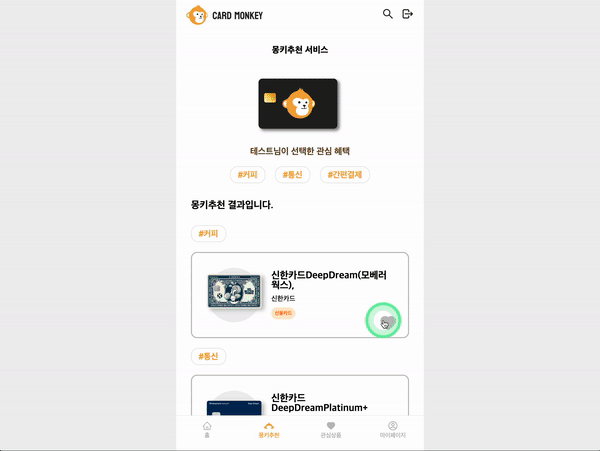 CARD MONKEY
몽키추천 서비스
테스트님이 선택한 관심 혜택
#커피 #통신 #간편결제
몽키추천 결과입니다.
#커피
신한카드DeepDream(모베러
웍스),
신한카드
신용카드
#통신
신한카드
DeepDreamPlatinum+
홈 몽키추천 관심상품 마이페이지